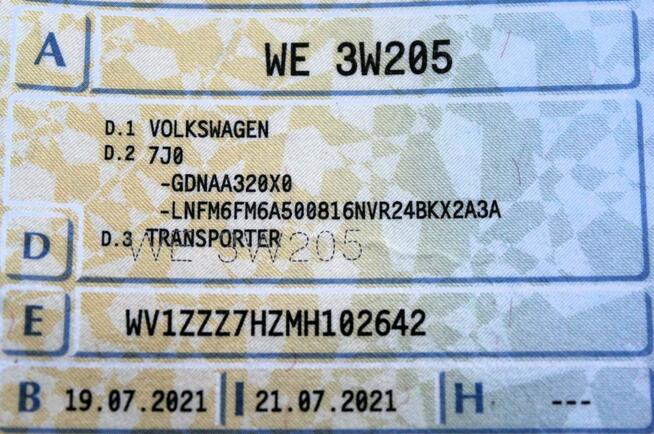 A WE 3W205
D.1 VOLKSWAGEN
D.2 7J0
-GDNAA320X0
-LNFM6FM6A500816NVR24BKX2A3A
D D.3 TRANSPORTER
WE 3W205
E WV1ZZZ7HZMH102642
B 19.07.2021 I 21.07.2021 H ---